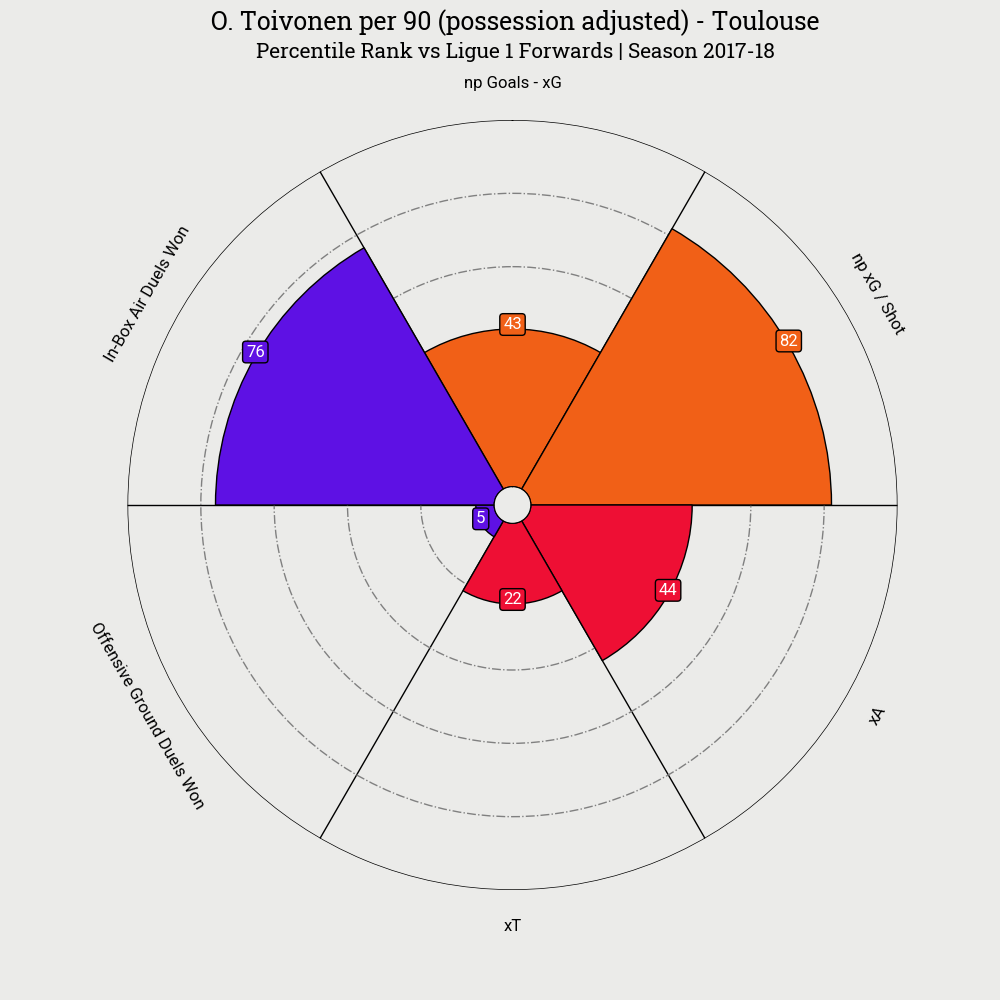 O. Toivonen per 90 (possession adjusted) - Toulouse
Percentile Rank vs Ligue 1 Forwards | Season 2017-18
np Goals - xG
np xG / Shot
In-Box Air Duels Won
43
82
76
5
22
44
Offensive Ground Duels Won
xA
xT